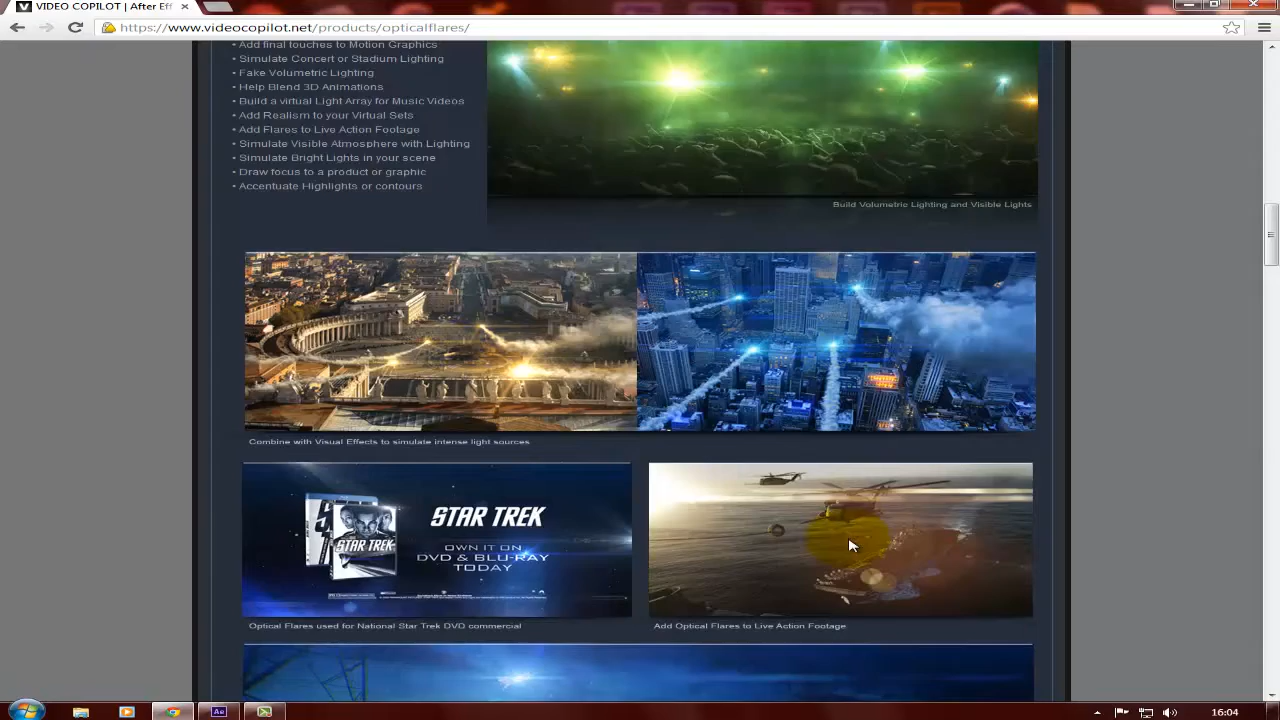 VIDEO COPILOT | After Eff
https://www.videocopilot.net/products/opticalflares/
• Add final touches to Motion Graphics
• Simulate Concert or Stadium Lighting
• Fake Volumetric Lighting
• Help Blend 3D Animations
• Build a virtual Light Array for Music Videos
• Add Realism to your Virtual Sets
• Add Flares to Live Action Footage
• Simulate Visible Atmosphere with Lighting
• Simulate Bright Lights in your scene
• Draw focus to a product or graphic
• Accentuate Highlights or contours
Build Volumetric Lighting and Visible Lights
Combine with Visual Effects to simulate intense light sources
STAR TREK
STAR TREK
OWN IT ON
DVD & BLU-RAY
TODAY
Optical Flares used for National Star Trek DVD commercial
Add Optical Flares to Live Action Footage
Ae
16:04